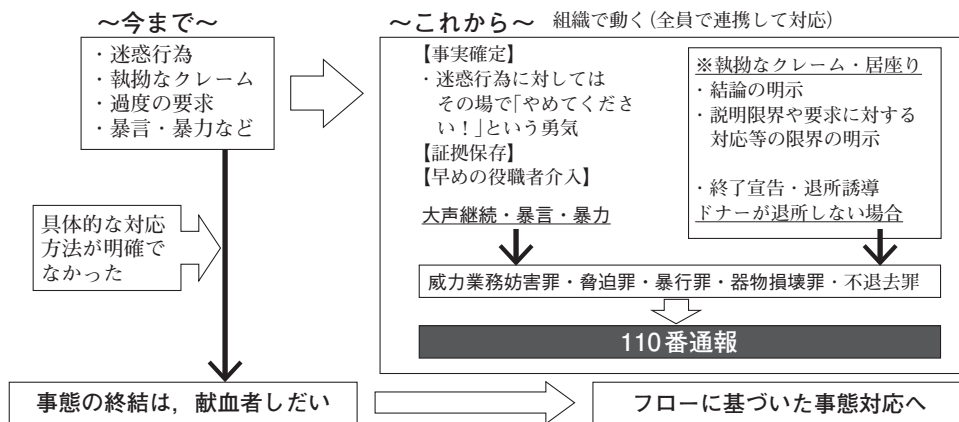 ～今まで～
・迷惑行為
・執拗なクレーム
・過度の要求
・暴言・暴力など
具体的な対応
方法が明確で
なかった
事態の終結は，献血者しだい
～これから～ 組織で動く(全員で連携して対応)
【事実確定】
・迷惑行為に対しては
その場で｢やめてくださ
い！｣という勇気
【証拠保存】
【早めの役職者介入】
大声継続・暴言・暴力
※執拗なクレーム・居座り
・結論の明示
・説明限界や要求に対する
対応等の限界の明示
・終了宣告・退所誘導
ドナーが退所しない場合
威力業務妨害罪・脅迫罪・暴行罪・器物損壊罪・不退去罪
110番通報
フローに基づいた事態対応へ